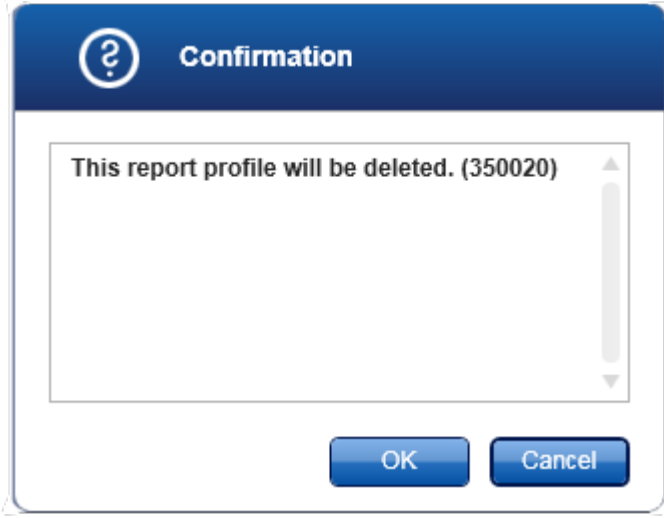 Confirmation
This report profile will be deleted. (350020)
OK
Cancel